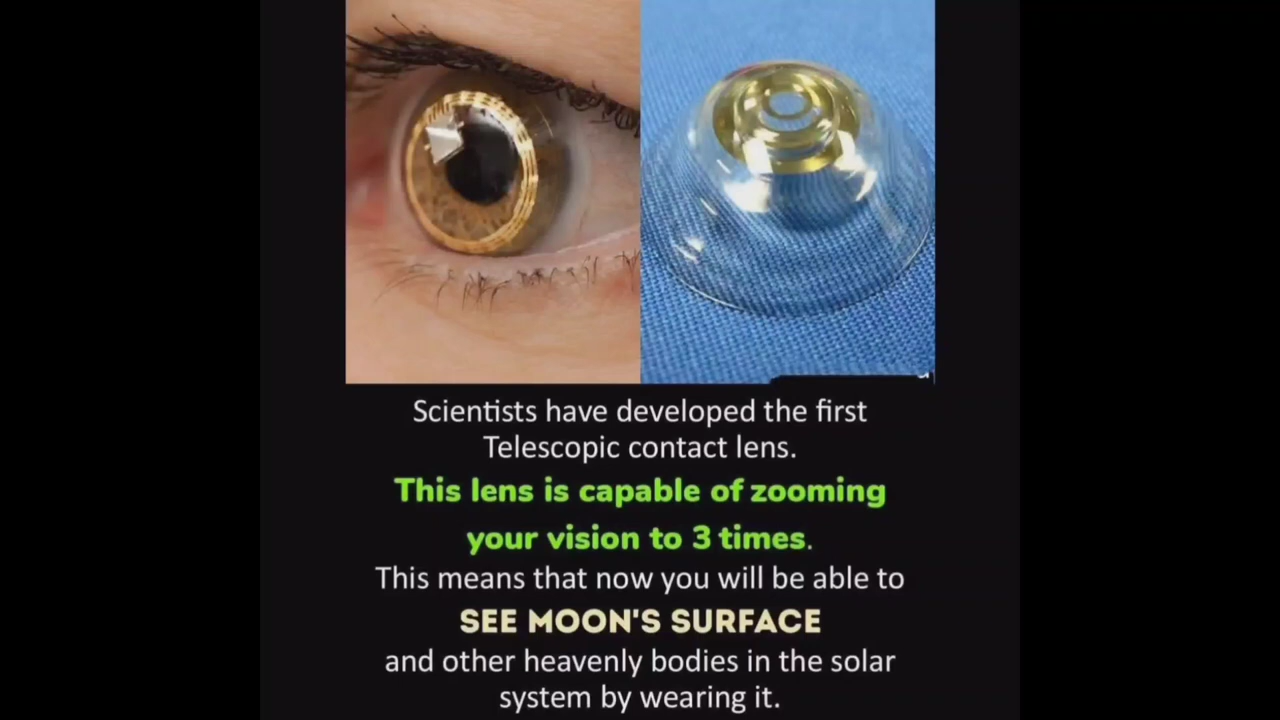 Scientists have developed the first
Telescopic contact lens.
This lens is capable of zooming
your vision to 3 times.
This means that now you will be able to
SEE MOON'S SURFACE
and other heavenly bodies in the solar
system by wearing it.